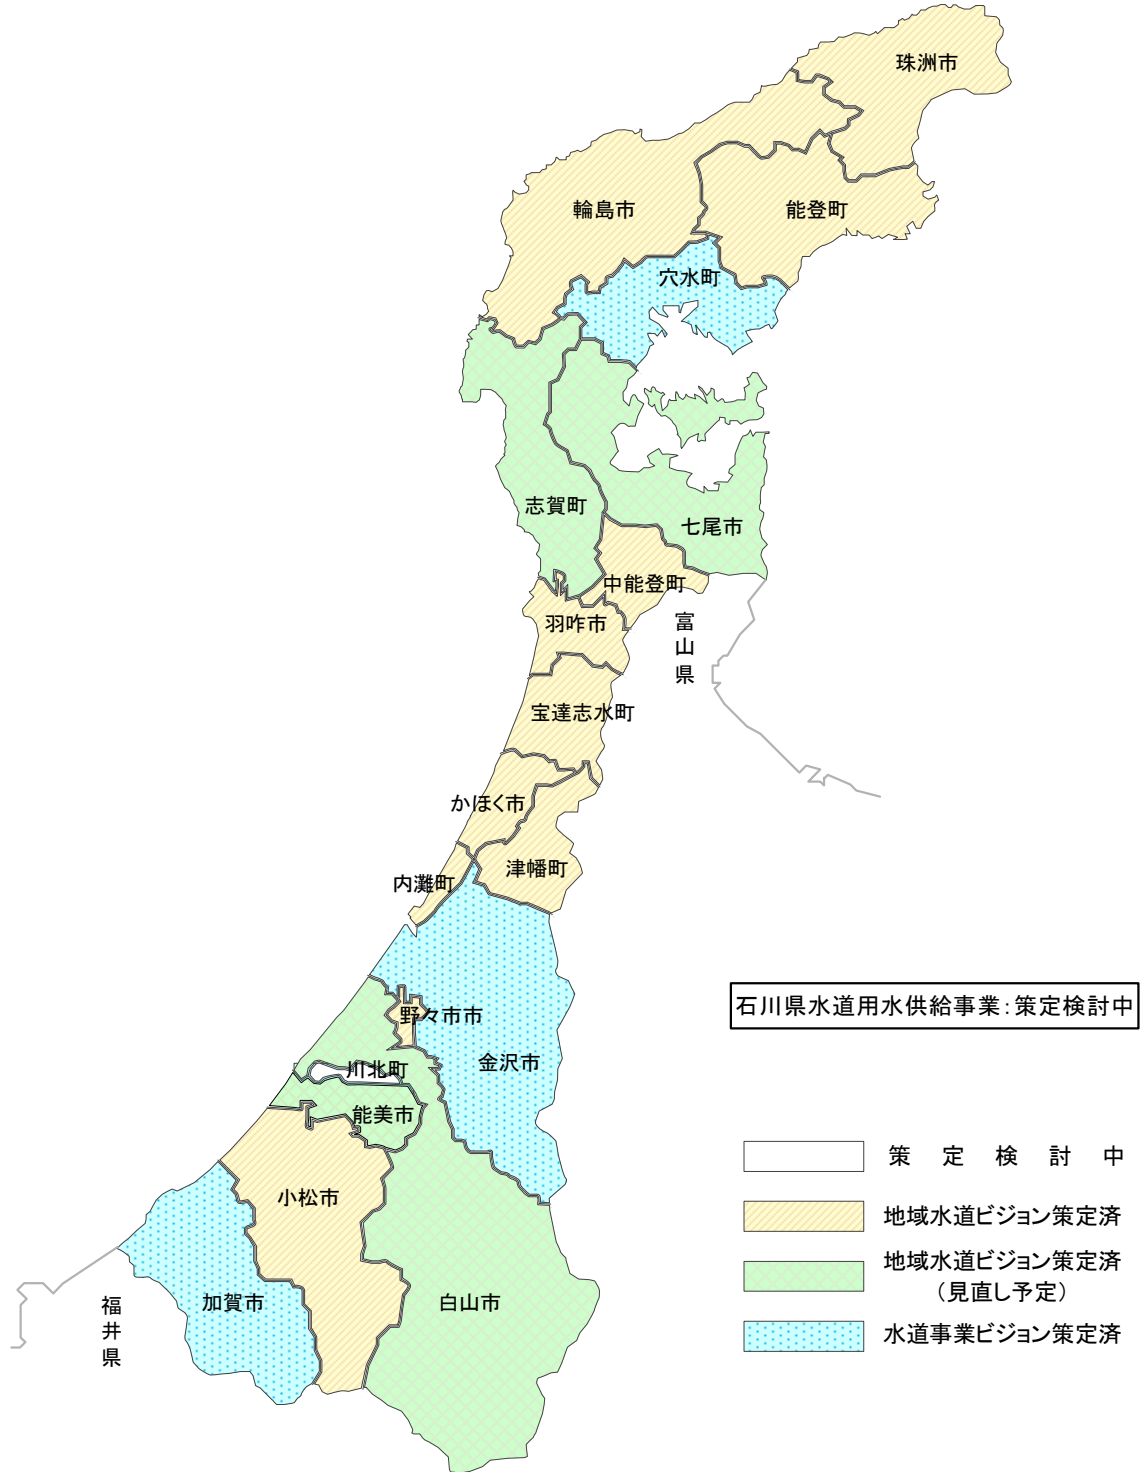 珠洲市
輪島市
能登町
穴水町
志賀町
七尾市
中能登町
羽咋市
富山県
宝達志水町
かほく市
津幡町
内灘町
野々市市
石川県水道用水供給事業：策定検討中
金沢市
川北町
能美市
小松市
加賀市
白山市
福井県
策定検討中
地域水道ビジョン策定済
地域水道ビジョン策定済
（見直し予定）
水道事業ビジョン策定済